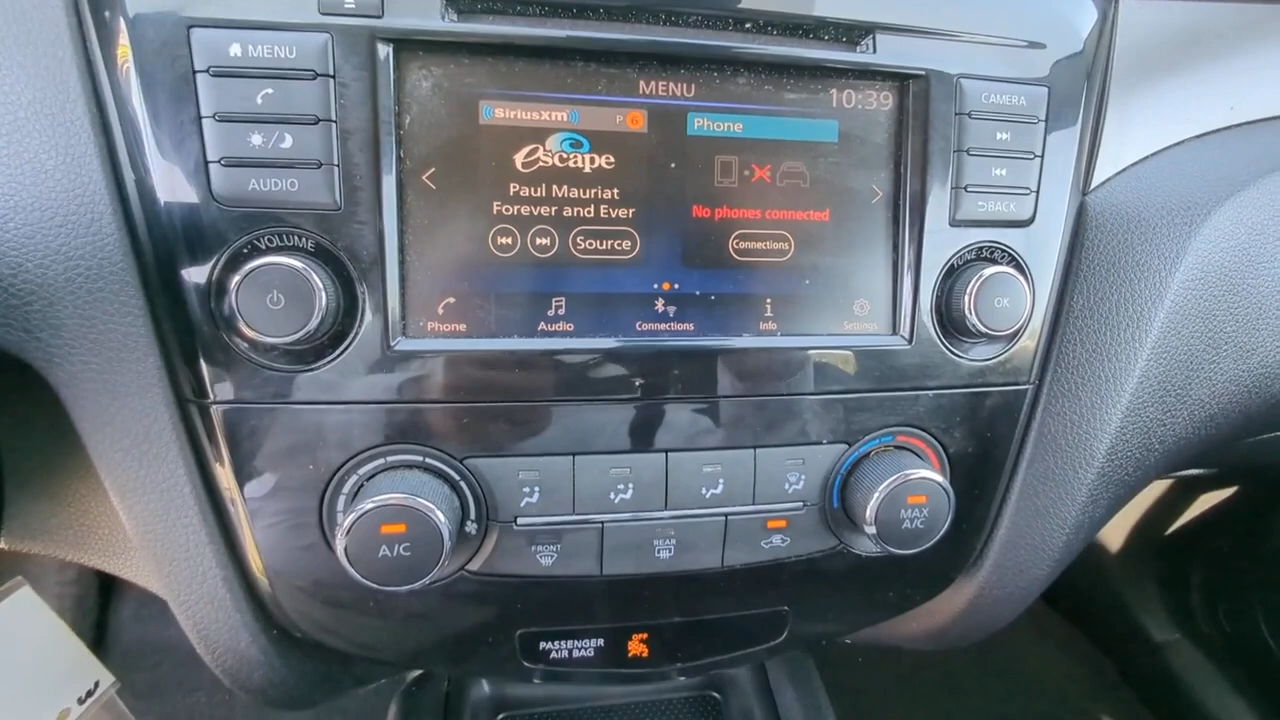 MENU
AUDIO
VOLUME
MENU
10:39
SiriusXM
P 6
escape
Paul Mauriat
Forever and Ever
Source
Phone
No phones connected
Connections
Phone
Audio
Connections
Info
Settings
CAMERA
BACK
TUNE·SCROLL
OK
A/C
FRONT
REAR
MAX
A/C
PASSENGER
AIR BAG
OFF
2